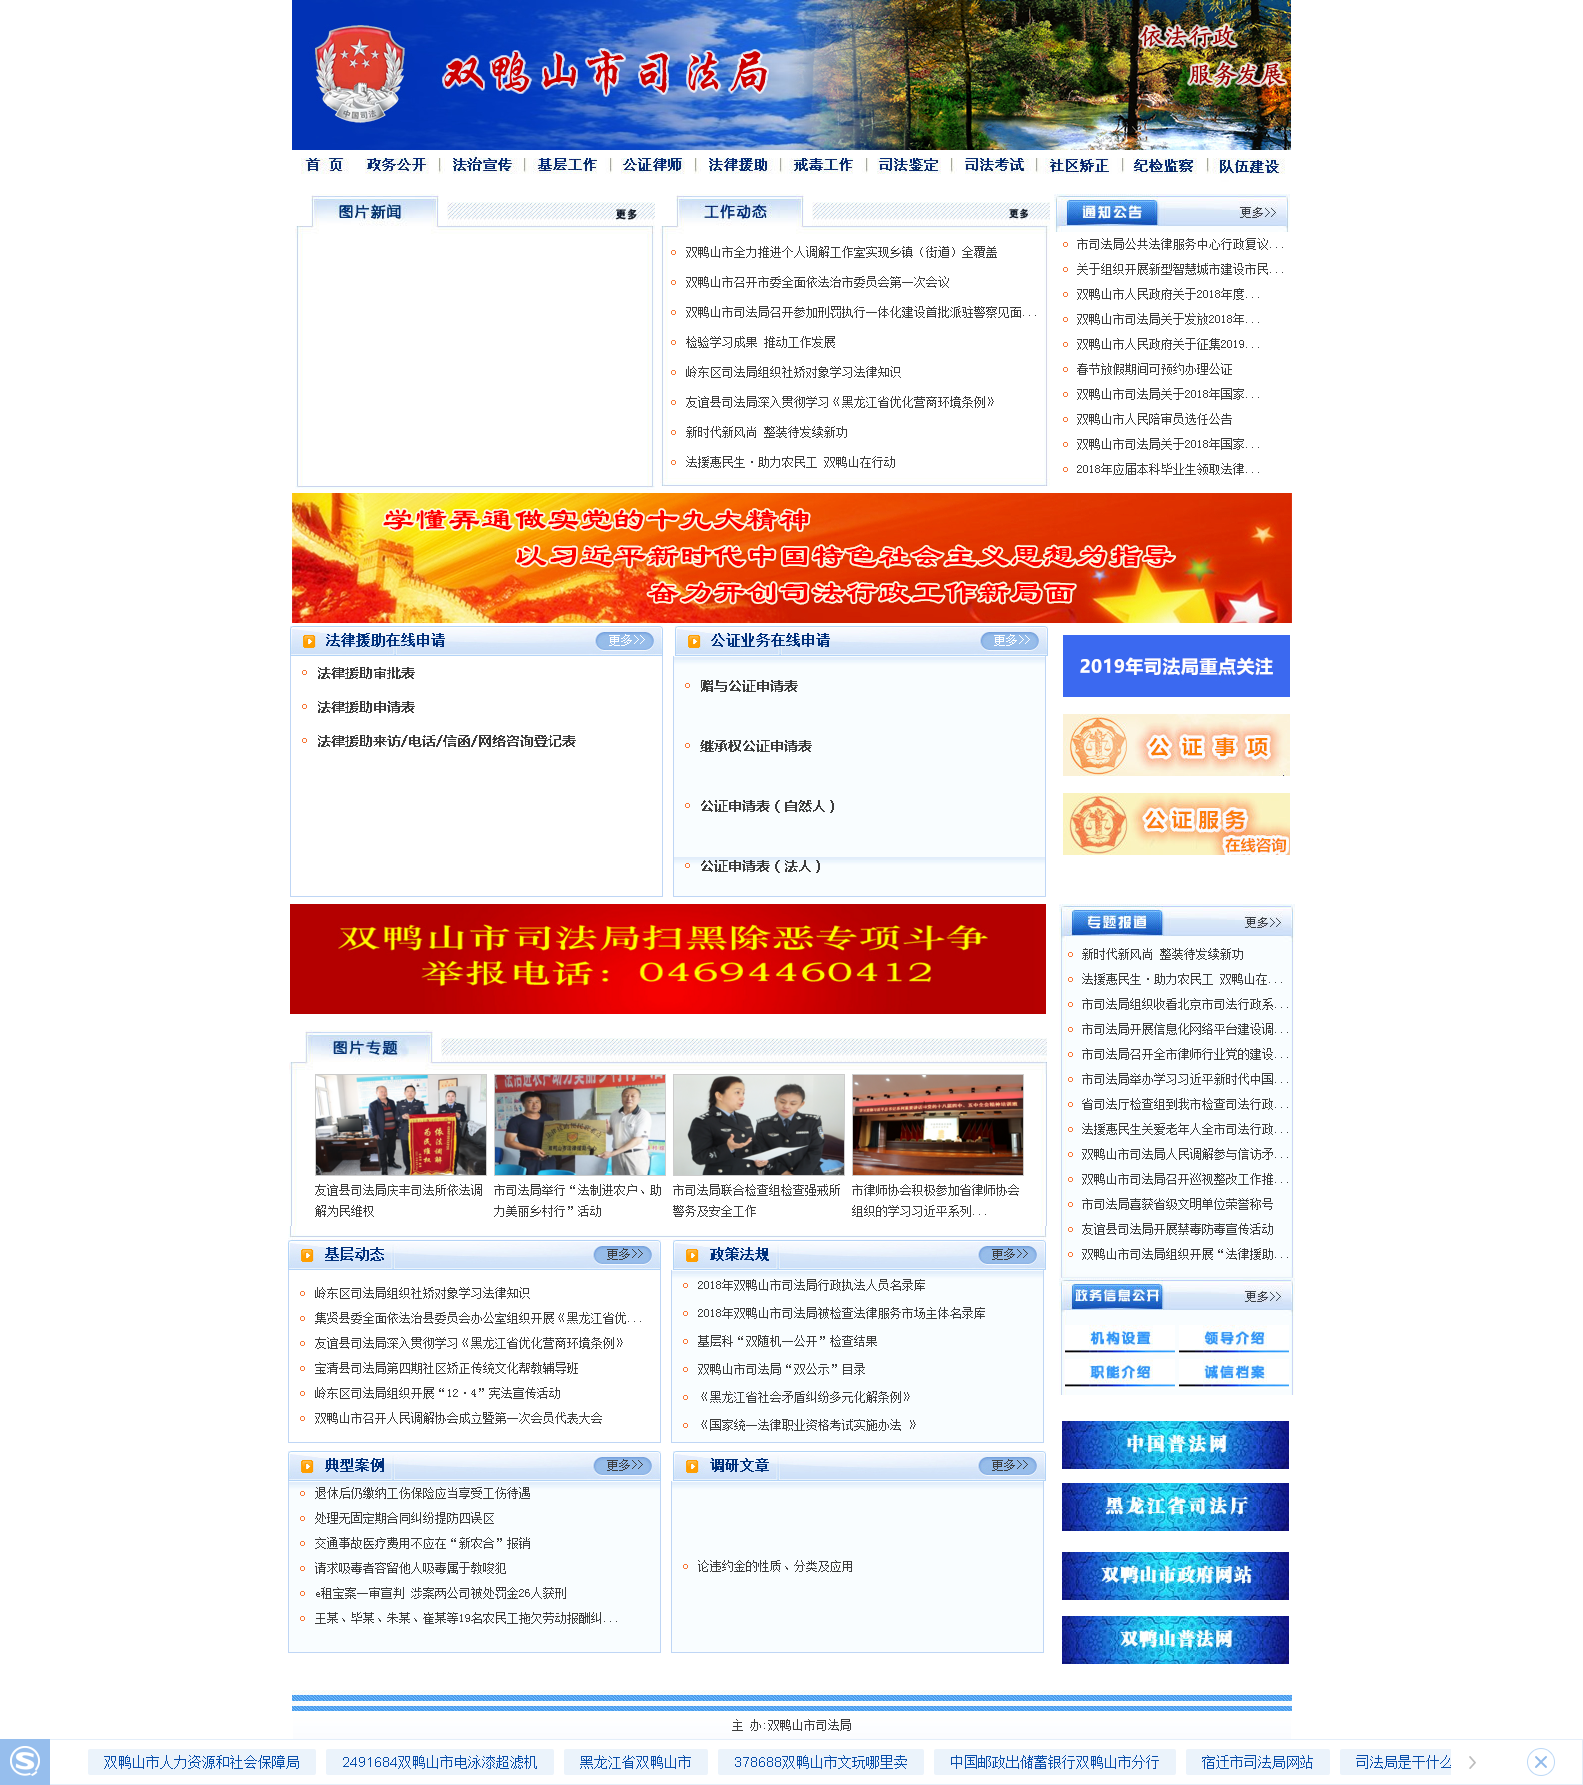 双鸭山市司法局
依法行政
服务发展
中国司法
首 页 政务公开 法治宣传 基层工作 公证律师 法律援助 戒毒工作 司法鉴定 司法考试 社区矫正 纪检监察 队伍建设
图片新闻 更多
工作动态 更多
双鸭山市全力推进个人调解工作室实现乡镇（街道）全覆盖
双鸭山市召开市委全面依法治市委员会第一次会议
双鸭山市司法局召开参加刑罚执行一体化建设首批派驻警察见面...
检验学习成果 推动工作发展
岭东区司法局组织社矫对象学习法律知识
友谊县司法局深入贯彻学习《黑龙江省优化营商环境条例》
新时代新风尚 整装待发续新功
法援惠民生·助力农民工 双鸭山在行动
通知公告 更多>>
市司法局公共法律服务中心行政复议...
关于组织开展新型智慧城市建设市民...
双鸭山市人民政府关于2018年度...
双鸭山市司法局关于发放2018年...
双鸭山市人民政府关于征集2019...
春节放假期间可预约办理公证
双鸭山市司法局关于2018年国家...
双鸭山市人民陪审员选任公告
双鸭山市司法局关于2018年国家...
2018年应届本科毕业生领取法律...
学懂弄通做实党的十九大精神
以习近平新时代中国特色社会主义思想为指导
奋力开创司法行政工作新局面
法律援助在线申请 更多>>
法律援助审批表
法律援助申请表
法律援助来访/电话/信函/网络咨询登记表
公证业务在线申请 更多>>
赠与公证申请表
继承权公证申请表
公证申请表（自然人）
公证申请表（法人）
2019年司法局重点关注
公证事项
公证服务
在线咨询
双鸭山市司法局扫黑除恶专项斗争
举报电话：04694460412
专题报道 更多>>
新时代新风尚 整装待发续新功
法援惠民生·助力农民工 双鸭山在...
市司法局组织收看北京市司法行政系...
市司法局开展信息化网络平台建设调...
市司法局召开全市律师行业党的建设...
市司法局举办学习习近平新时代中国...
省司法厅检查组到我市检查司法行政...
法援惠民生关爱老年人全市司法行政...
双鸭山市司法局人民调解参与信访矛...
双鸭山市司法局召开巡视整改工作推...
市司法局喜获省级文明单位荣誉称号
友谊县司法局开展禁毒防毒宣传活动
双鸭山市司法局组织开展“法律援助...
图片专题
依法调解
为民维权
友谊县司法局庆丰司法所依法调
解为民维权
市司法局举行“法制进农户、助
力美丽乡村行”活动
市司法局联合检查组检查强戒所
警务及安全工作
市律师协会积极参加省律师协会
组织的学习习近平系列...
基层动态 更多>>
岭东区司法局组织社矫对象学习法律知识
集贤县委全面依法治县委员会办公室组织开展《黑龙江省优...
友谊县司法局深入贯彻学习《黑龙江省优化营商环境条例》
宝清县司法局第四期社区矫正传统文化帮教辅导班
岭东区司法局组织开展“12·4”宪法宣传活动
双鸭山市召开人民调解协会成立暨第一次会员代表大会
政策法规 更多>>
2018年双鸭山市司法局行政执法人员名录库
2018年双鸭山市司法局被检查法律服务市场主体名录库
基层科“双随机一公开”检查结果
双鸭山市司法局“双公示”目录
《黑龙江省社会矛盾纠纷多元化解条例》
《国家统一法律职业资格考试实施办法 》
政务信息公开 更多>>
机构设置 领导介绍
职能介绍 诚信档案
典型案例 更多>>
退休后仍缴纳工伤保险应当享受工伤待遇
处理无固定期合同纠纷提防四误区
交通事故医疗费用不应在“新农合”报销
请求吸毒者容留他人吸毒属于教唆犯
e租宝案一审宣判 涉案两公司被处罚金26人获刑
王某、毕某、朱某、崔某等19名农民工拖欠劳动报酬纠...
调研文章 更多>>
论违约金的性质、分类及应用
中国普法网
黑龙江省司法厅
双鸭山市政府网站
双鸭山普法网
主 办:双鸭山市司法局
双鸭山市人力资源和社会保障局 2491684双鸭山市电泳漆超滤机 黑龙江省双鸭山市 378688双鸭山市文玩哪里卖 中国邮政出储蓄银行双鸭山市分行 宿迁市司法局网站 司法局是干什么